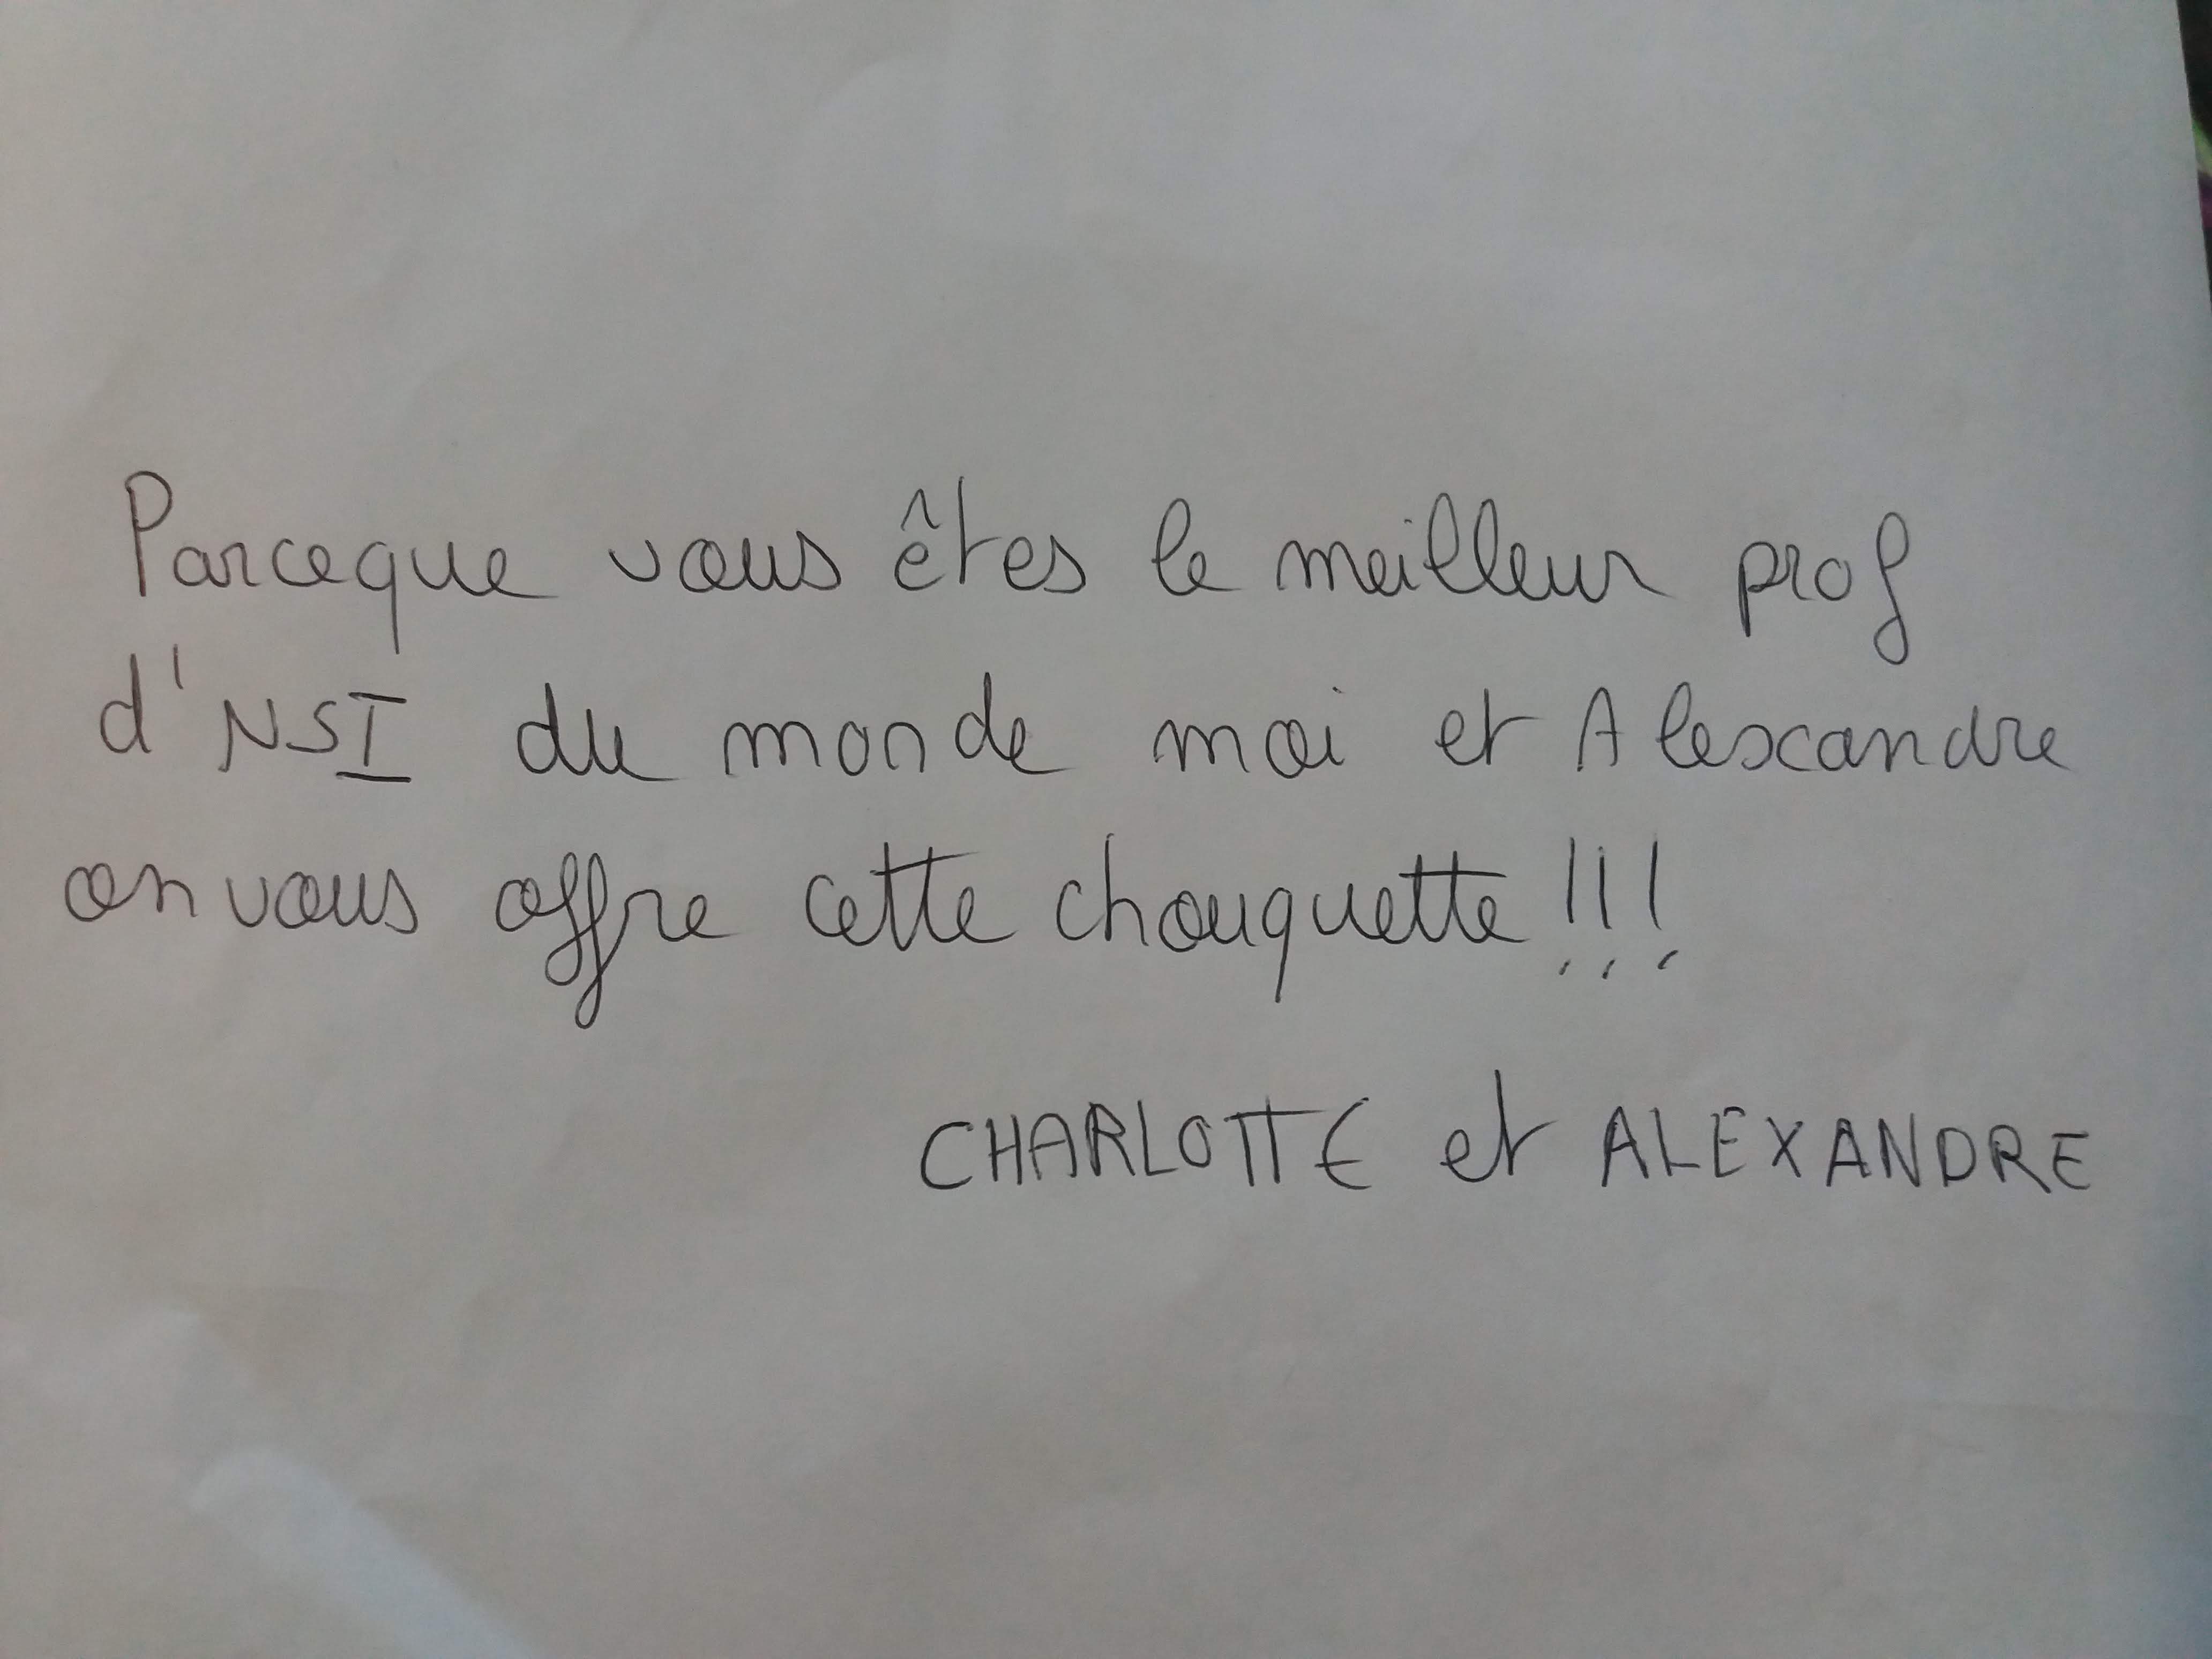 Parceque vous êtes le meilleur prof
d'NSI du monde moi et Alexandre
on vous offre cette chouquette !!!
CHARLOTTE et ALEXANDRE